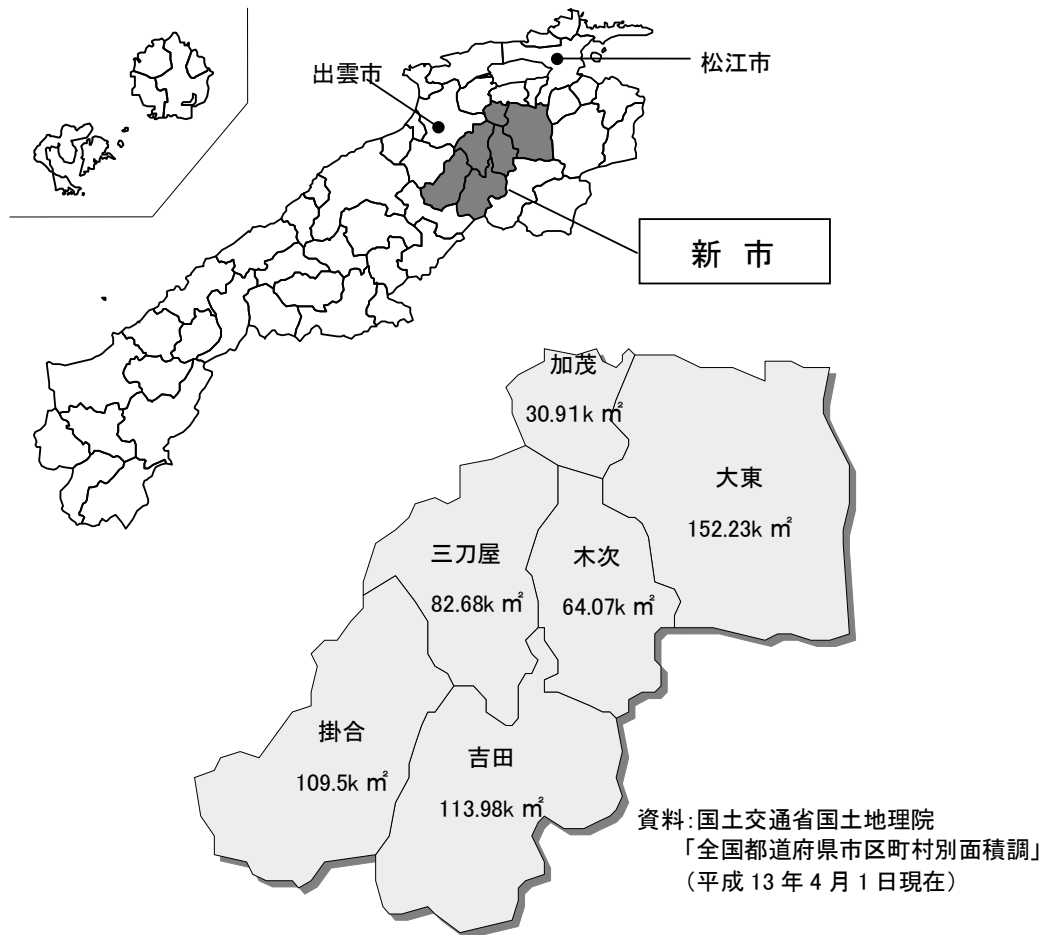 出雲市
松江市
新 市
加茂
30.91k ㎡
大東
152.23k ㎡
三刀屋
82.68k ㎡
木次
64.07k ㎡
掛合
109.5k ㎡
吉田
113.98k ㎡
資料:国土交通省国土地理院
「全国都道府県市区町村別面積調」
（平成 13 年 4 月 1 日現在）